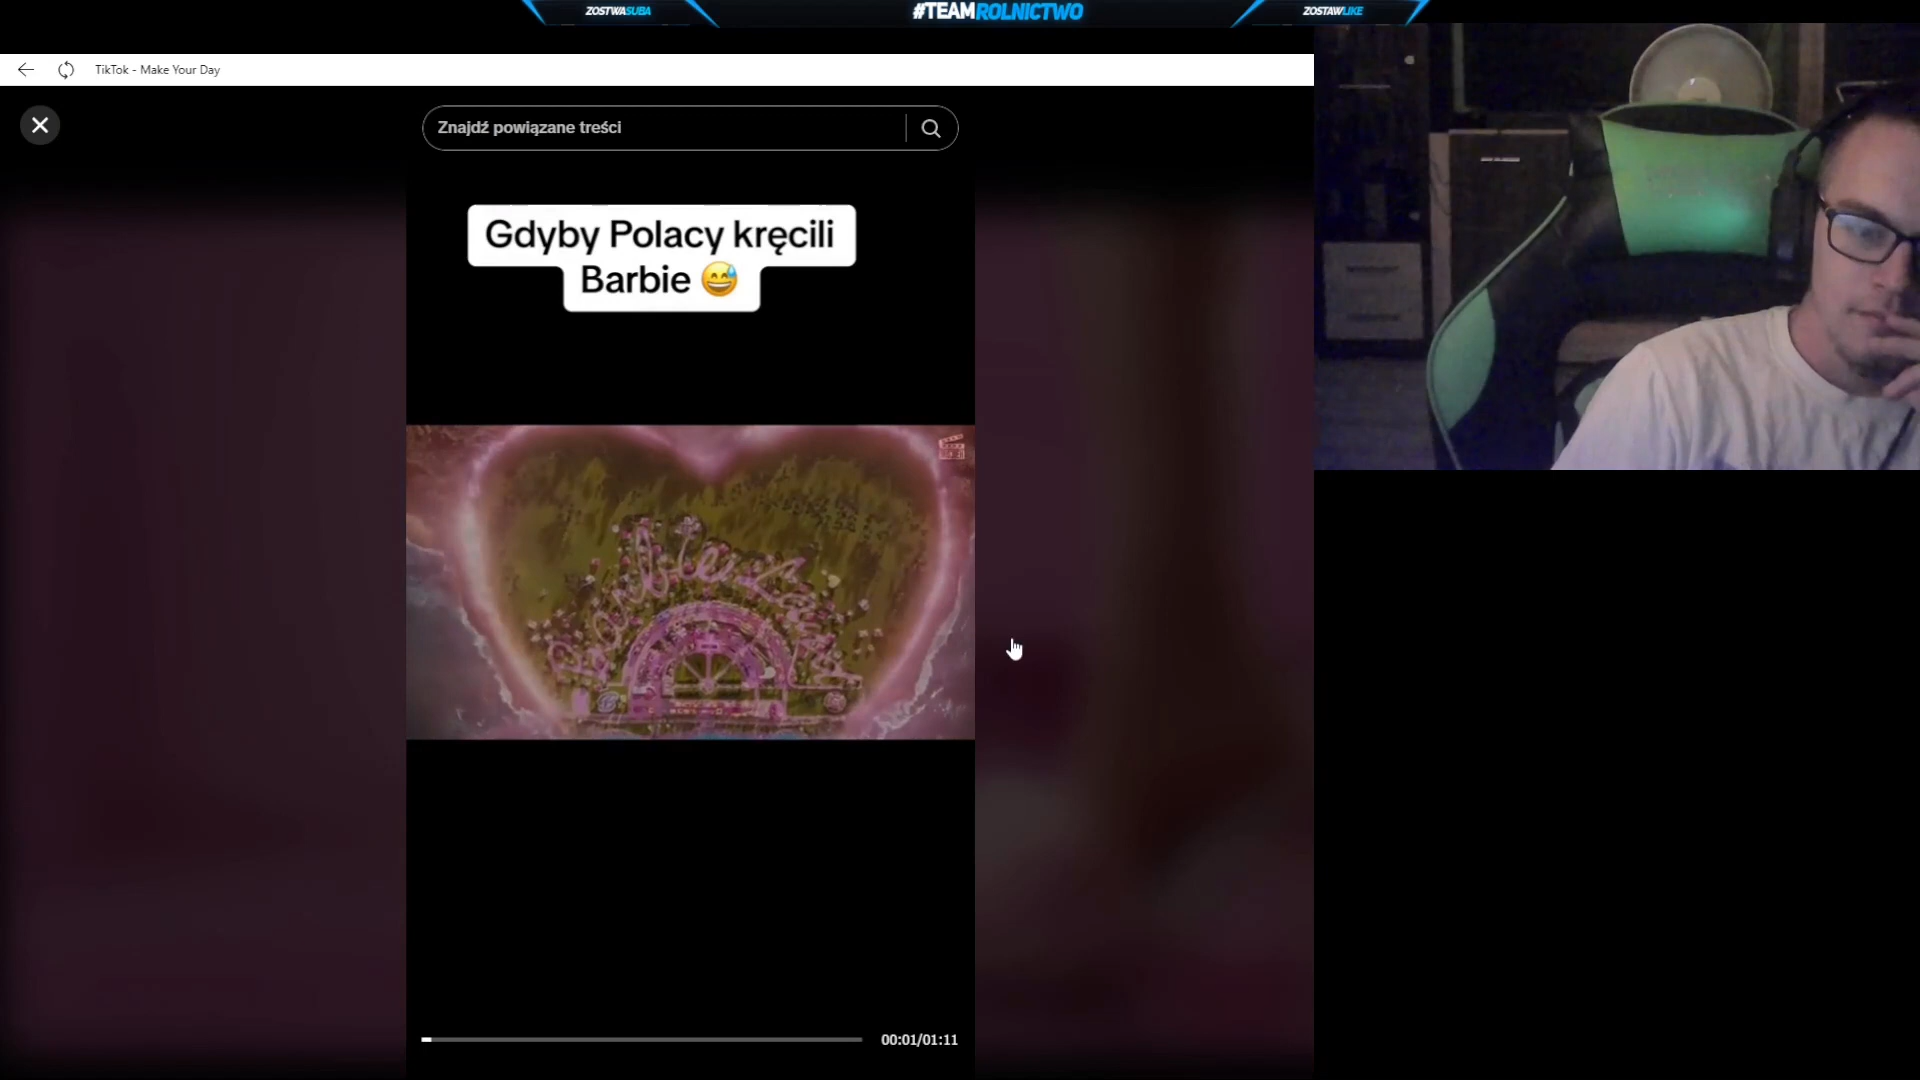 ZOSTWASUBA
#TEAMROLNICTWO
ZOSTAWLIKE
TikTok - Make Your Day
Znajdź powiązane treści
Gdyby Polacy kręcili
Barbie 😅
00:01/01:11